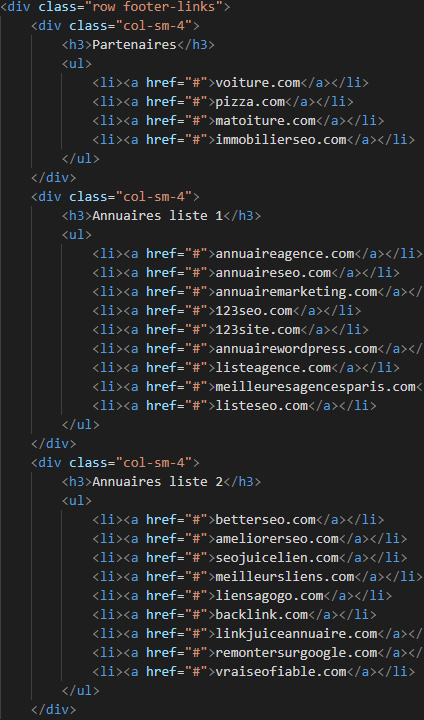 <div class="row footer-links">
    <div class="col-sm-4">
        <h3>Partenaires</h3>
        <ul>
            <li><a href="#">voiture.com</a></li>
            <li><a href="#">pizza.com</a></li>
            <li><a href="#">matoiture.com</a></li>
            <li><a href="#">immobilierseo.com</a></li>
        </ul>
    </div>
    <div class="col-sm-4">
        <h3>Annuaires liste 1</h3>
        <ul>
            <li><a href="#">annuaireagence.com</a></li>
            <li><a href="#">annuaireseo.com</a></li>
            <li><a href="#">annuairemarketing.com</a></
            <li><a href="#">123seo.com</a></li>
            <li><a href="#">123site.com</a></li>
            <li><a href="#">annuairewordpress.com</a></
            <li><a href="#">listeagence.com</a></li>
            <li><a href="#">meilleuresagencesparis.com<
            <li><a href="#">listeseo.com</a></li>
        </ul>
    </div>
    <div class="col-sm-4">
        <h3>Annuaires liste 2</h3>
        <ul>
            <li><a href="#">betterseo.com</a></li>
            <li><a href="#">ameliorerseo.com</a></li>
            <li><a href="#">seojuicelien.com</a></li>
            <li><a href="#">meilleursliens.com</a></li>
            <li><a href="#">liensagogo.com</a></li>
            <li><a href="#">backlink.com</a></li>
            <li><a href="#">linkjuiceannuaire.com</a></
            <li><a href="#">remontersurgoogle.com</a></
            <li><a href="#">vraiseofiable.com</a></li>
        </ul>
    </div>